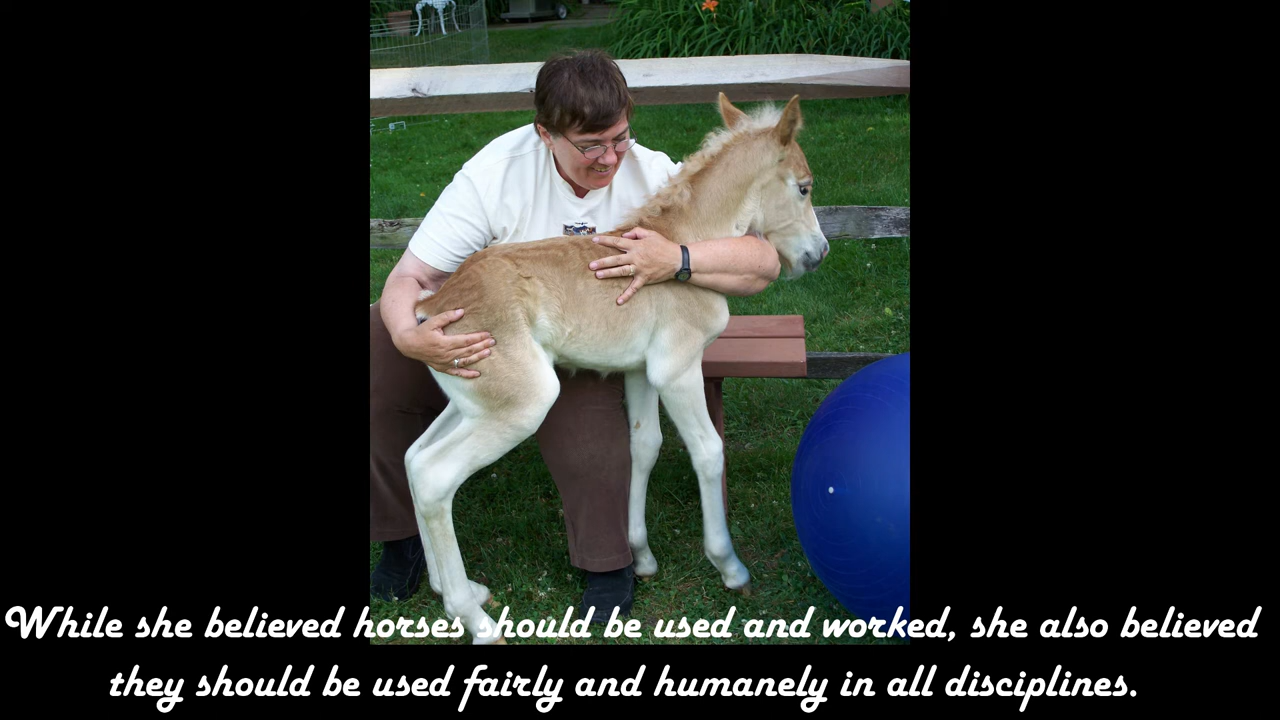 While she believed horses should be used and worked, she also believed
they should be used fairly and humanely in all disciplines.